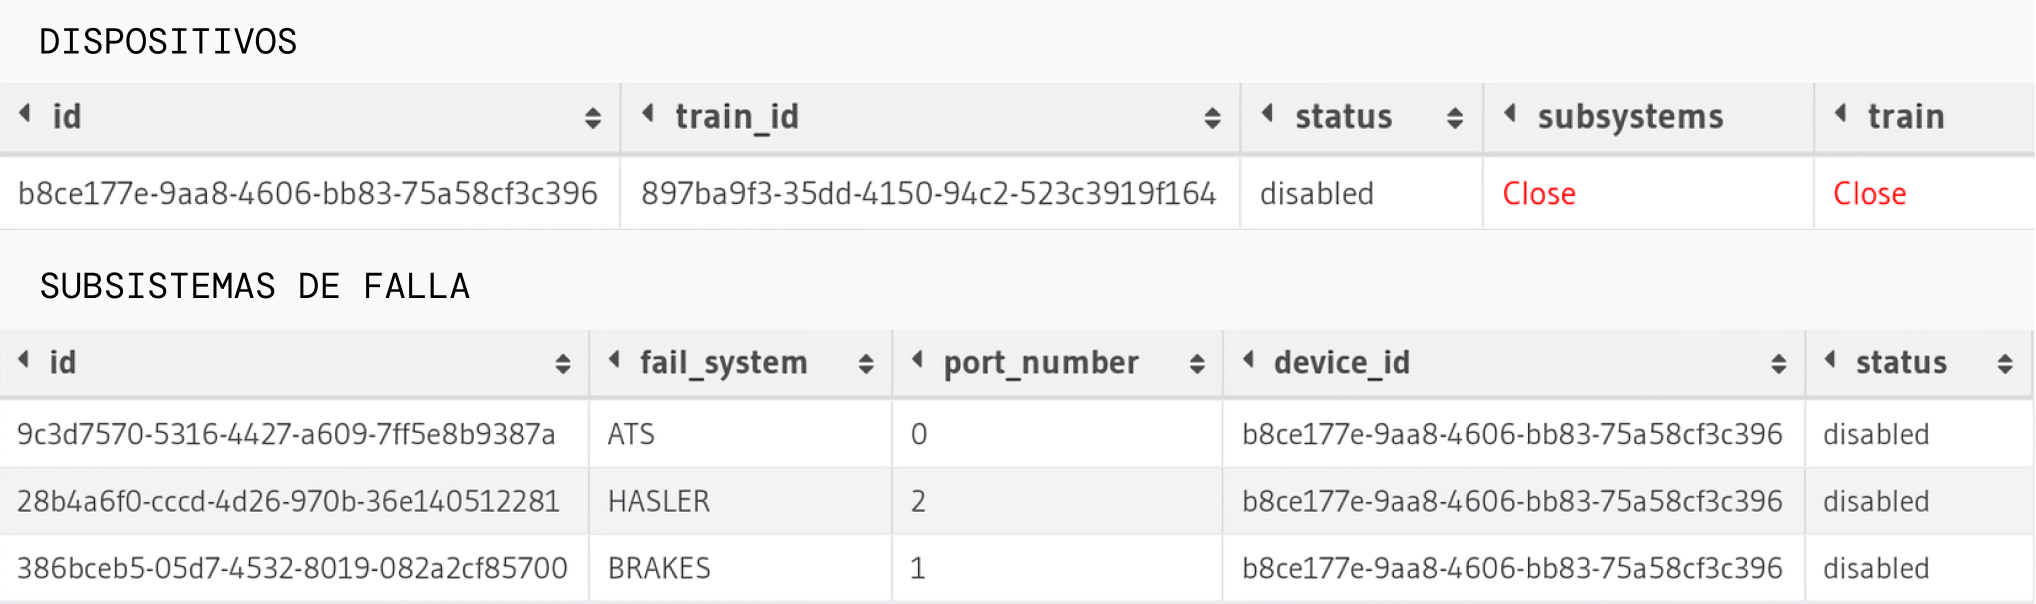 DISPOSITIVOS
id train_id status subsystems train
b8ce177e-9aa8-4606-bb83-75a58cf3c396 897ba9f3-35dd-4150-94c2-523c3919f164 disabled Close Close
SUBSISTEMAS DE FALLA
id fail_system port_number device_id status
9c3d7570-5316-4427-a609-7ff5e8b9387a ATS 0 b8ce177e-9aa8-4606-bb83-75a58cf3c396 disabled
28b4a6f0-cccd-4d26-970b-36e140512281 HASLER 2 b8ce177e-9aa8-4606-bb83-75a58cf3c396 disabled
386bceb5-05d7-4532-8019-082a2cf85700 BRAKES 1 b8ce177e-9aa8-4606-bb83-75a58cf3c396 disabled